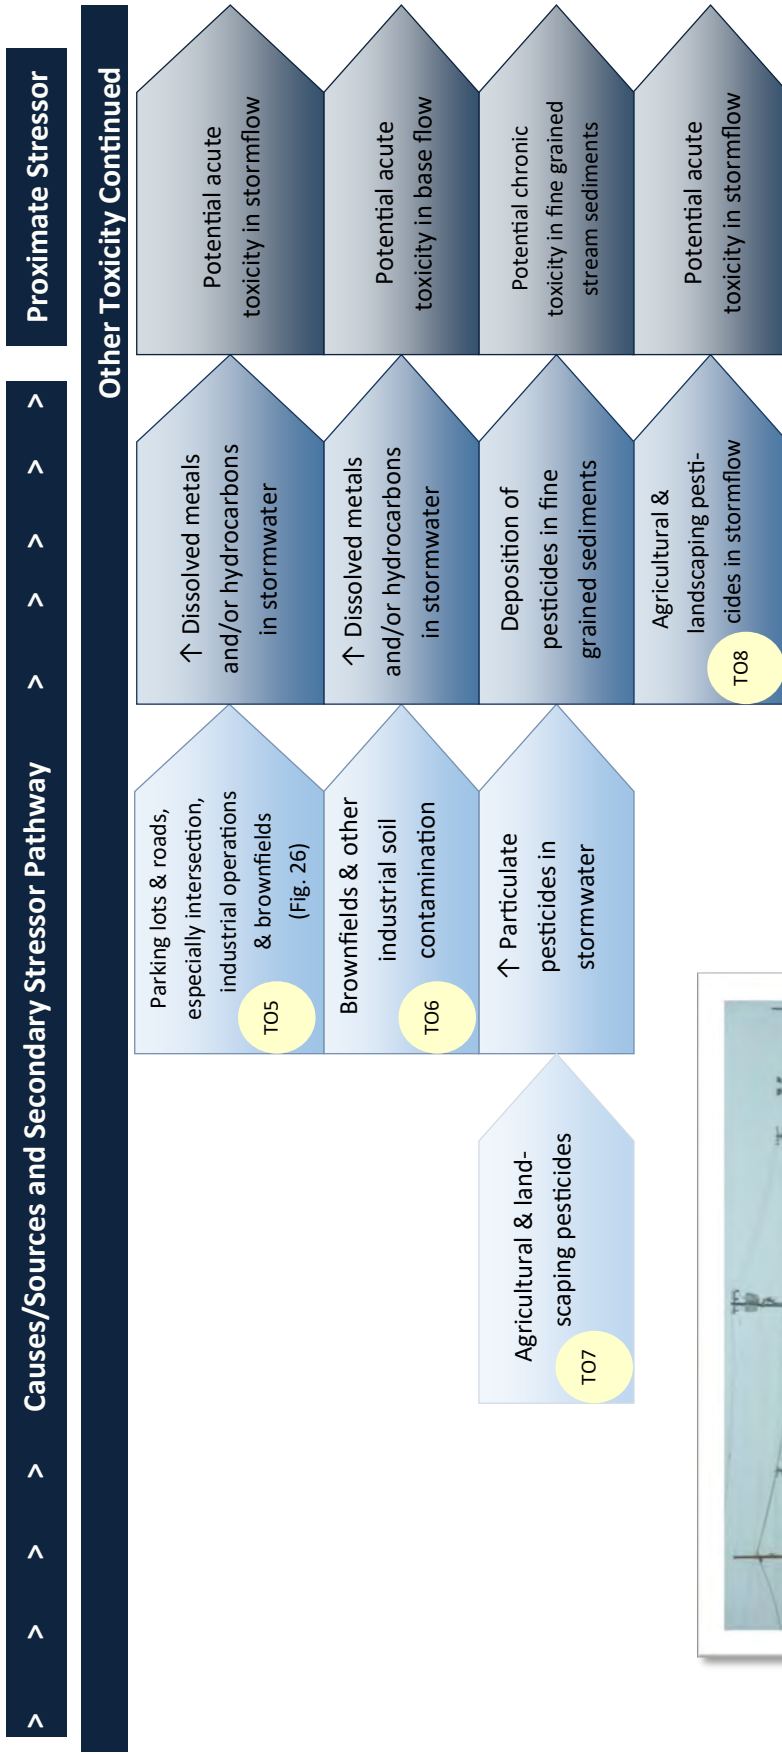 > > > > Causes/Sources and Secondary Stressor Pathway > > > > >
Proximate Stressor
Other Toxicity Continued
Parking lots & roads,
especially intersection,
industrial operations
& brownfields
(Fig. 26)
TO5
↑ Dissolved metals
and/or hydrocarbons
in stormwater
Potential acute
toxicity in stormflow
Brownfields & other
industrial soil
contamination
TO6
↑ Dissolved metals
and/or hydrocarbons
in stormwater
Potential acute
toxicity in base flow
Agricultural & land-
scaping pesticides
TO7
↑ Particulate
pesticides in
stormwater
Deposition of
pesticides in fine
grained sediments
Potential chronic
toxicity in fine grained
stream sediments
Agricultural &
landscaping pesti-
cides in stormflow
TO8
Potential acute
toxicity in stormflow